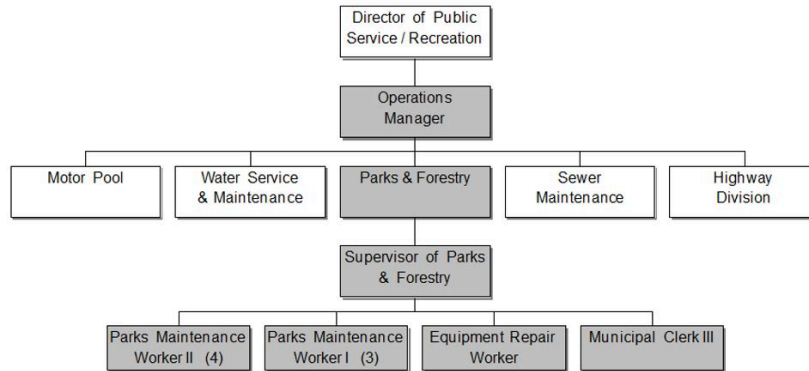 Director of Public
Service / Recreation
Operations
Manager
Motor Pool
Water Service
& Maintenance
Parks & Forestry
Sewer
Maintenance
Highway
Division
Supervisor of Parks
& Forestry
Parks Maintenance
Worker II (4)
Parks Maintenance
Worker I (3)
Equipment Repair
Worker
Municipal Clerk III